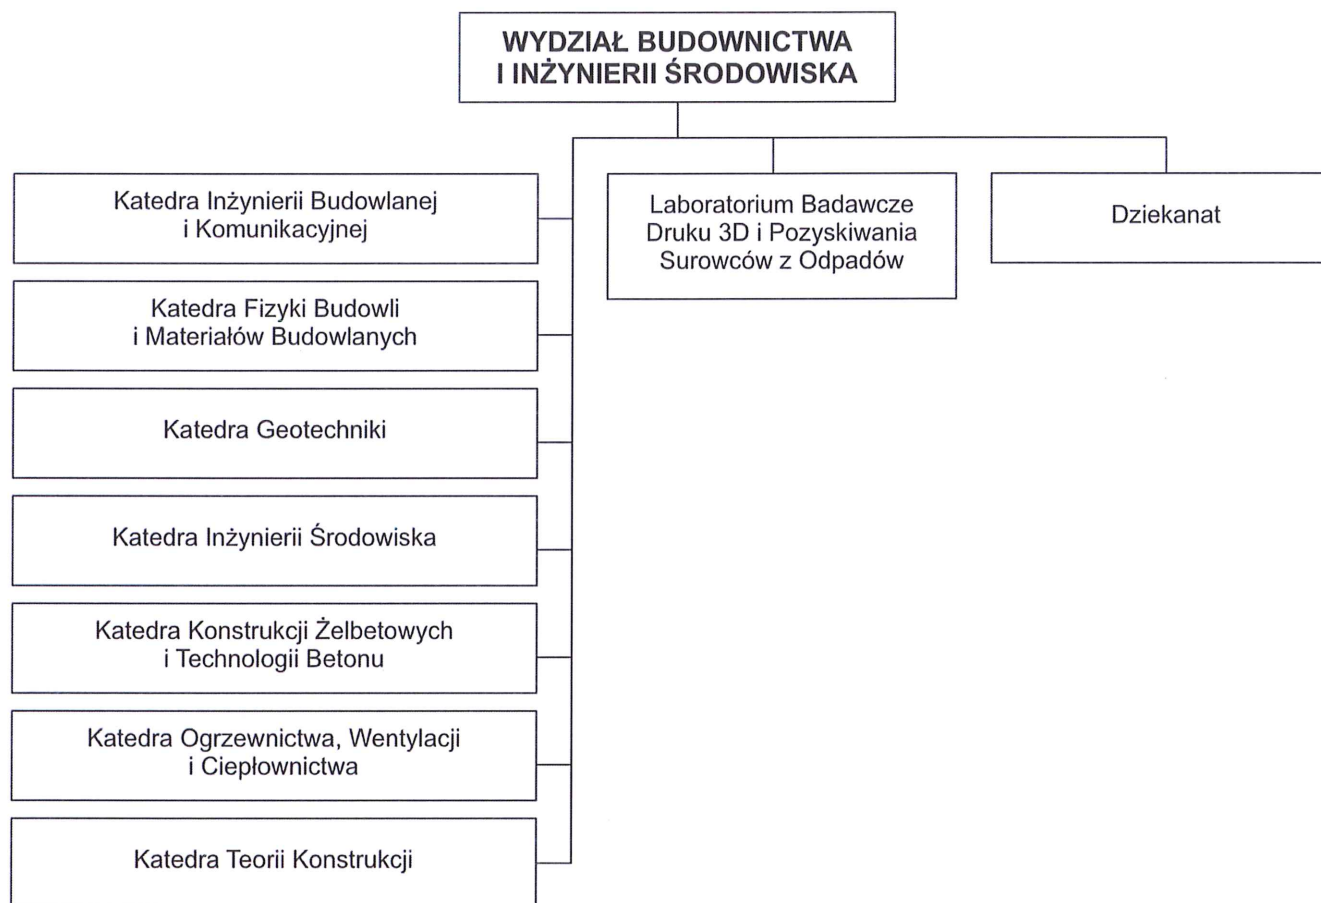 WYDZIAŁ BUDOWNICTWA
I INŻYNIERII ŚRODOWISKA
Katedra Inżynierii Budowlanej
i Komunikacyjnej
Katedra Fizyki Budowli
i Materiałów Budowlanych
Katedra Geotechniki
Katedra Inżynierii Środowiska
Katedra Konstrukcji Żelbetowych
i Technologii Betonu
Katedra Ogrzewnictwa, Wentylacji
i Ciepłownictwa
Katedra Teorii Konstrukcji
Laboratorium Badawcze
Druku 3D i Pozyskiwania
Surowców z Odpadów
Dziekanat